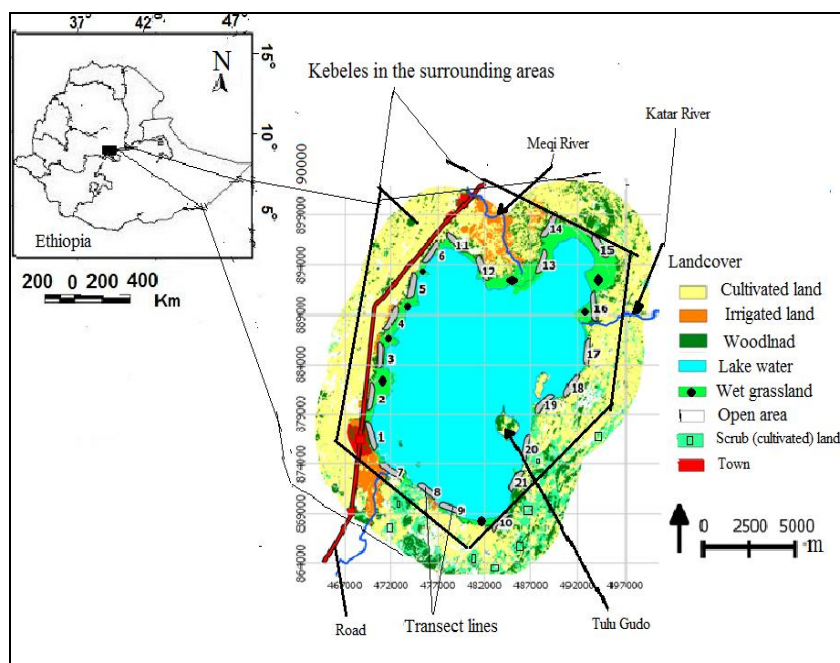 37°
42°
47°
15°
10°
5°
N
Ethiopia
200 0 200 400
Km
Kebeles in the surrounding areas
Meqi River
Katar River
900000
899000
894000
889000
879000
874000
869000
864000
467000 472000 477000 482000 487000 492000 497000
1
2
3
4
5
6
7
8
9
10
11
12
13
14
15
16
17
18
19
20
21
Landcover
Cultivated land
Irrigated land
Woodlnad
Lake water
Wet grassland
Open area
Scrub (cultivated) land
Town
0 2500 5000
m
Road
Transect lines
Tulu Gudo